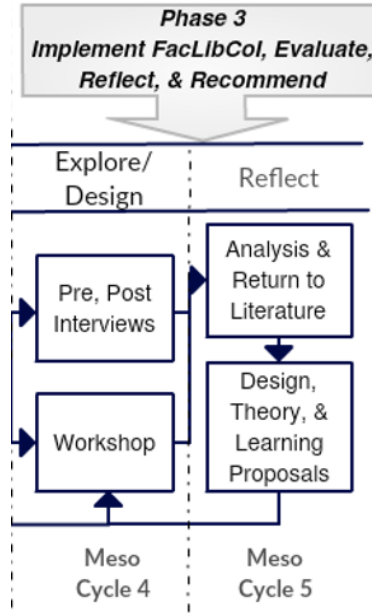 Phase 3
Implement FacLibCol, Evaluate,
Reflect, & Recommend
Explore/
Design
Reflect
Pre, Post
Interviews
Analysis &
Return to
Literature
Workshop
Design,
Theory, &
Learning
Proposals
Meso
Cycle 4
Meso
Cycle 5